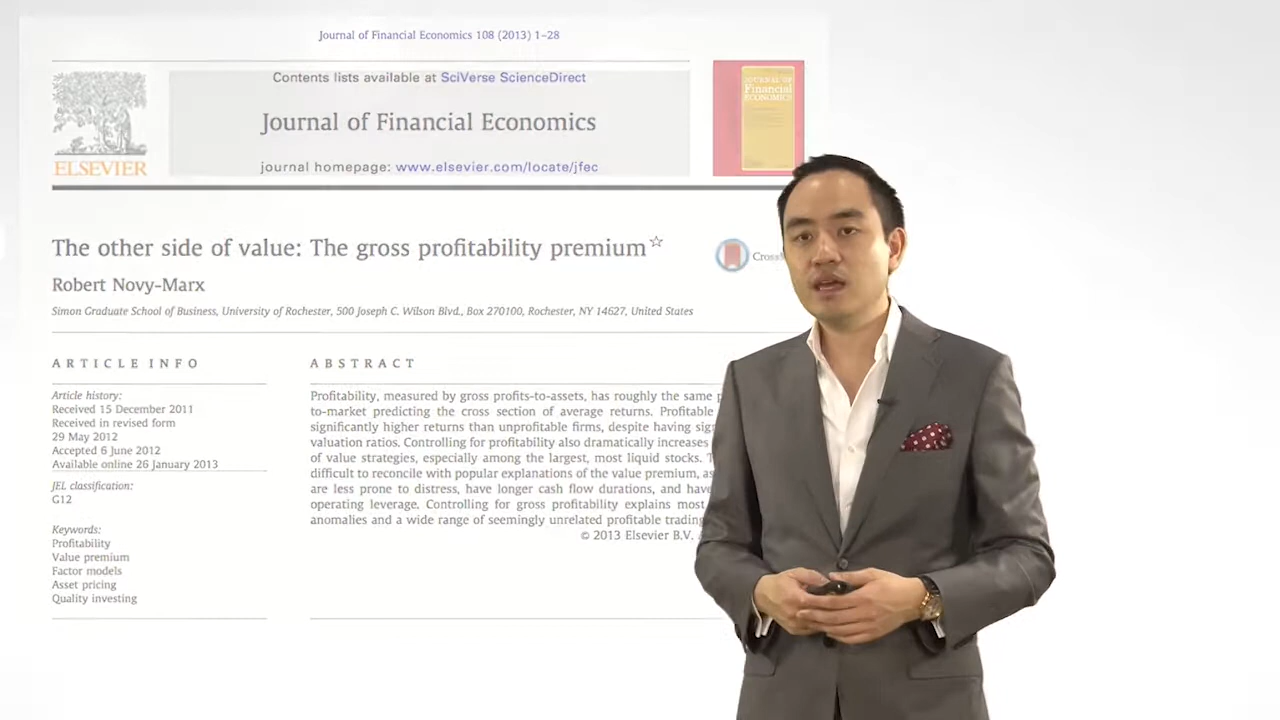 Journal of Financial Economics 108 (2013) 1–28
Contents lists available at SciVerse ScienceDirect
Journal of Financial Economics
journal homepage: www.elsevier.com/locate/jfec
ELSEVIER
JOURNAL OF
Financial
ECONOMICS
The other side of value: The gross profitability premium☆
Robert Novy-Marx
Simon Graduate School of Business, University of Rochester, 500 Joseph C. Wilson Blvd., Box 270100, Rochester, NY 14627, United States
ARTICLE INFO
Article history:
Received 15 December 2011
Received in revised form
29 May 2012
Accepted 6 June 2012
Available online 26 January 2013
JEL classification:
G12
Keywords:
Profitability
Value premium
Factor models
Asset pricing
Quality investing
ABSTRACT
Profitability, measured by gross profits-to-assets, has roughly the same
to-market predicting the cross section of average returns. Profitable
significantly higher returns than unprofitable firms, despite having
valuation ratios. Controlling for profitability also dramatically increases
of value strategies, especially among the largest, most liquid stocks.
difficult to reconcile with popular explanations of the value premium, as
are less prone to distress, have longer cash flow durations, and have
operating leverage. Controlling for gross profitability explains most
anomalies and a wide range of seemingly unrelated profitable trading
© 2013 Elsevier B.V.